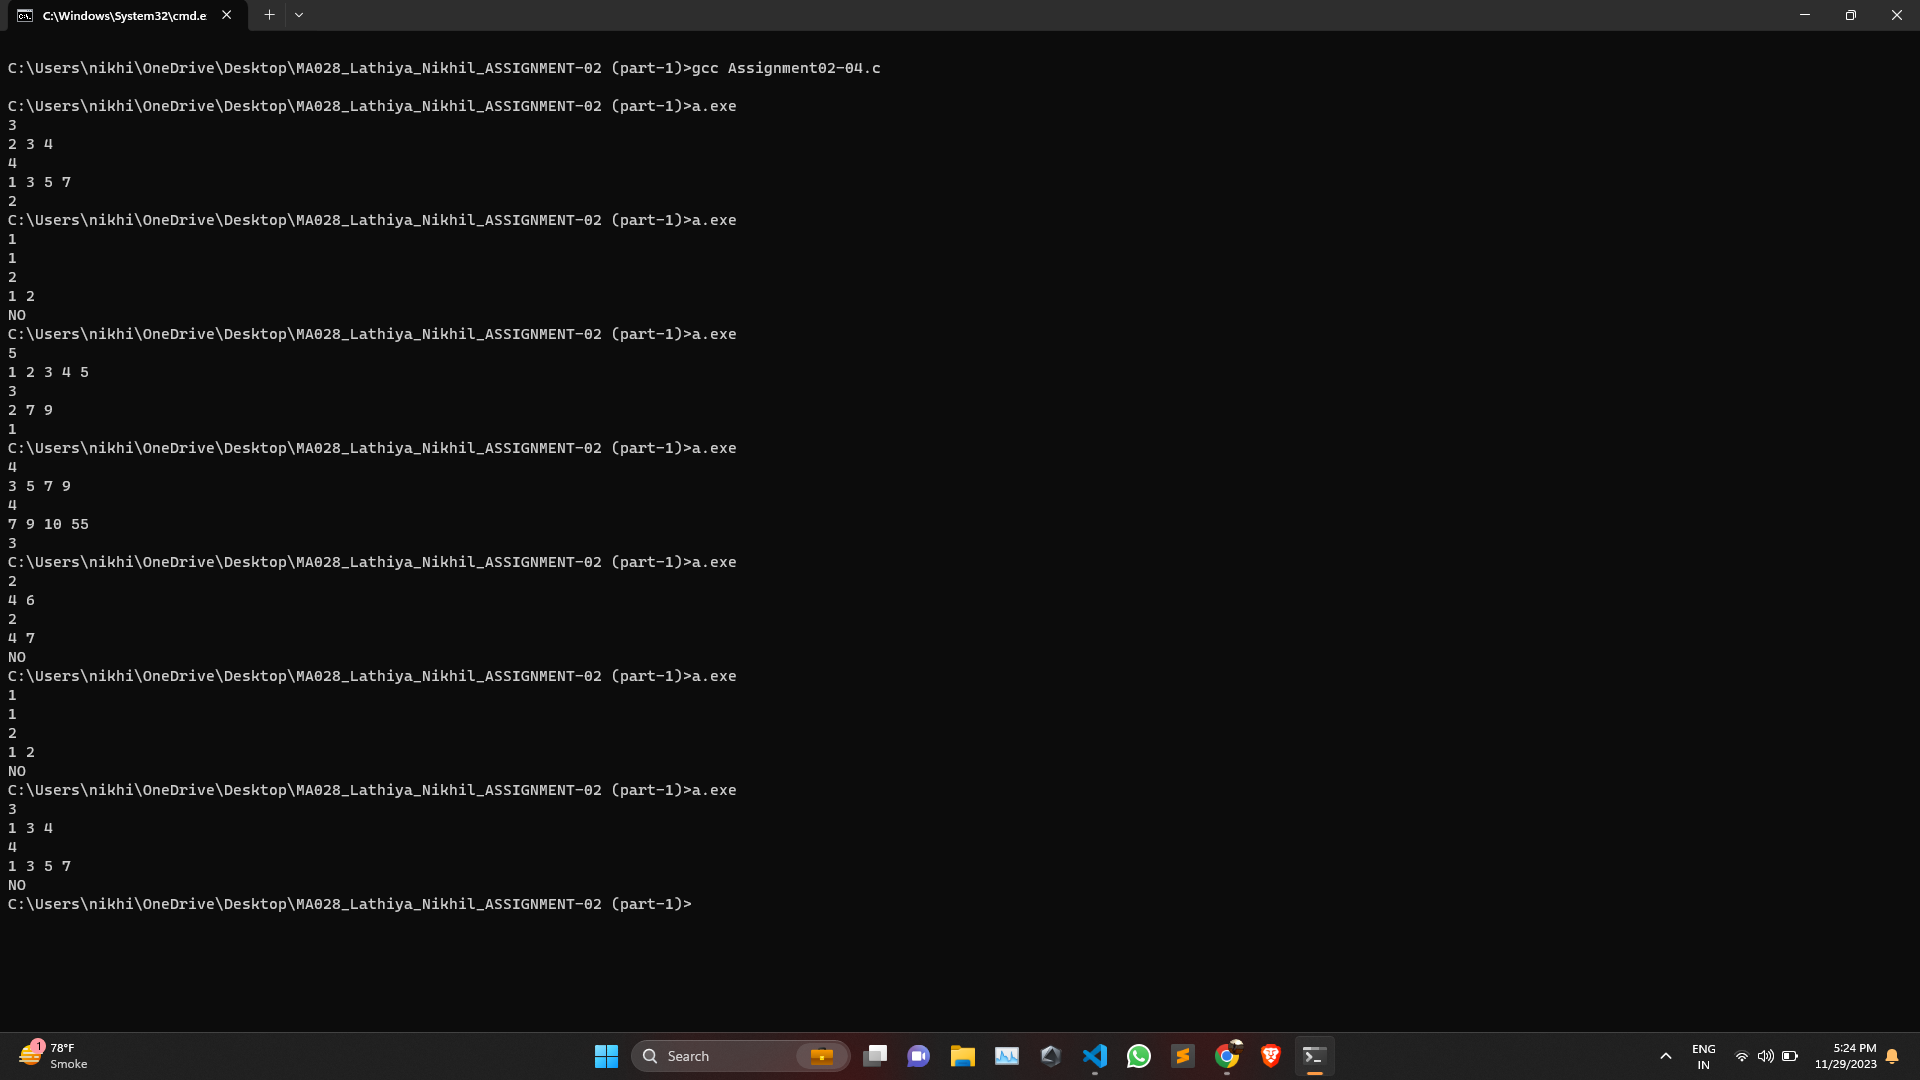 C:\Windows\System32\cmd.e
C:\Users\nikhi\OneDrive\Desktop\MA028_Lathiya_Nikhil_ASSIGNMENT-02 (part-1)>gcc Assignment02-04.c
C:\Users\nikhi\OneDrive\Desktop\MA028_Lathiya_Nikhil_ASSIGNMENT-02 (part-1)>a.exe
3
2 3 4
4
1 3 5 7
2
C:\Users\nikhi\OneDrive\Desktop\MA028_Lathiya_Nikhil_ASSIGNMENT-02 (part-1)>a.exe
1
1
2
1 2
NO
C:\Users\nikhi\OneDrive\Desktop\MA028_Lathiya_Nikhil_ASSIGNMENT-02 (part-1)>a.exe
5
1 2 3 4 5
3
2 7 9
1
C:\Users\nikhi\OneDrive\Desktop\MA028_Lathiya_Nikhil_ASSIGNMENT-02 (part-1)>a.exe
4
3 5 7 9
4
7 9 10 55
3
C:\Users\nikhi\OneDrive\Desktop\MA028_Lathiya_Nikhil_ASSIGNMENT-02 (part-1)>a.exe
2
4 6
2
4 7
NO
C:\Users\nikhi\OneDrive\Desktop\MA028_Lathiya_Nikhil_ASSIGNMENT-02 (part-1)>a.exe
1
1
2
1 2
NO
C:\Users\nikhi\OneDrive\Desktop\MA028_Lathiya_Nikhil_ASSIGNMENT-02 (part-1)>a.exe
3
1 3 4
4
1 3 5 7
NO
C:\Users\nikhi\OneDrive\Desktop\MA028_Lathiya_Nikhil_ASSIGNMENT-02 (part-1)>
1
78°F
Smoke
Search
ENG
IN
5:24 PM
11/29/2023